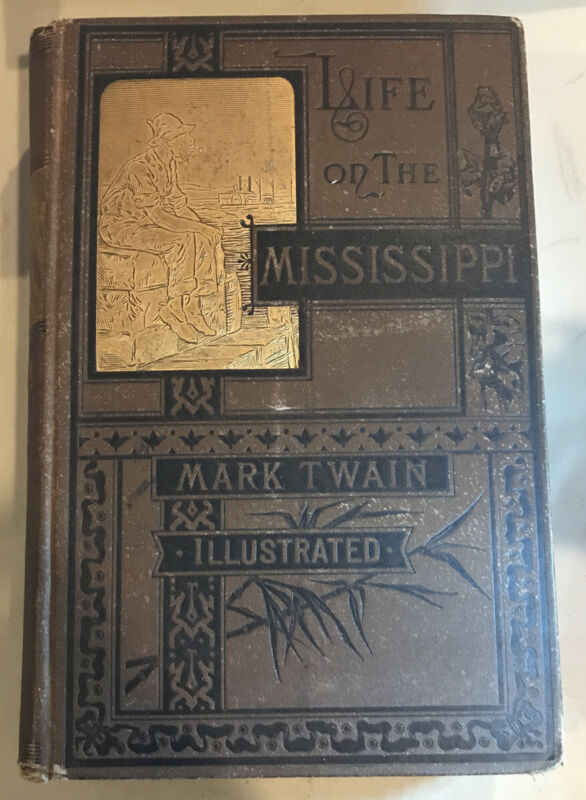 LIFE
ON THE
MISSISSIPPI
MARK TWAIN
· ILLUSTRATED ·